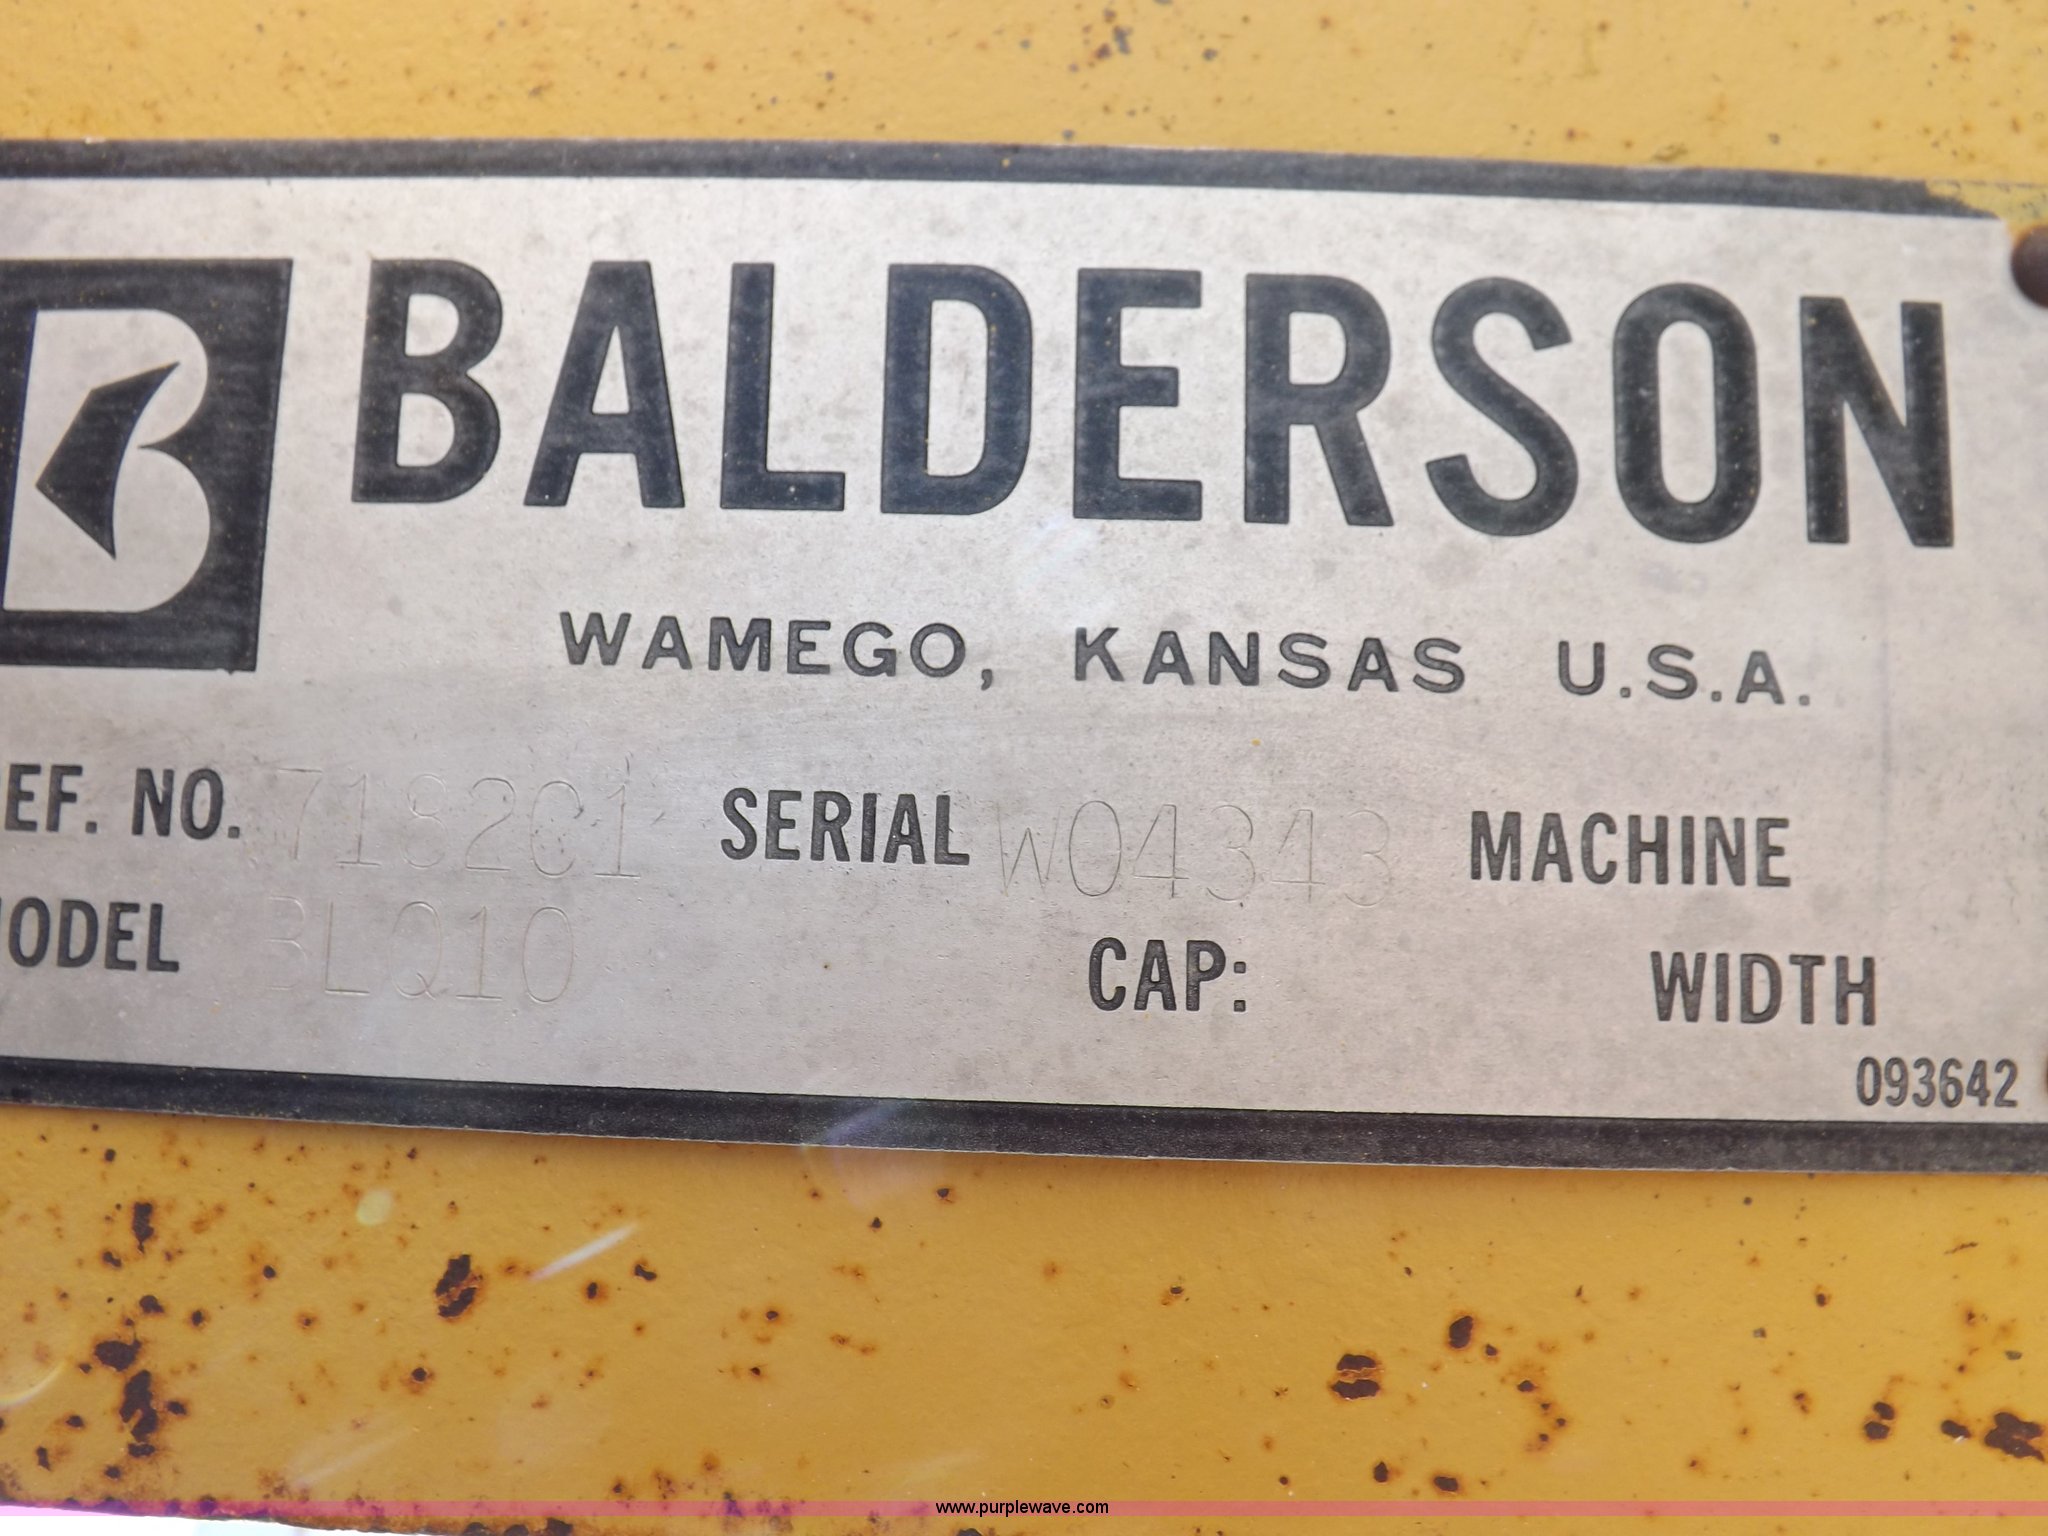 BALDERSON
WAMEGO, KANSAS U.S.A.
EF. NO. 718201 SERIAL W04343 MACHINE
ODEL BLQ10 CAP: WIDTH
093642
www.purplewave.com